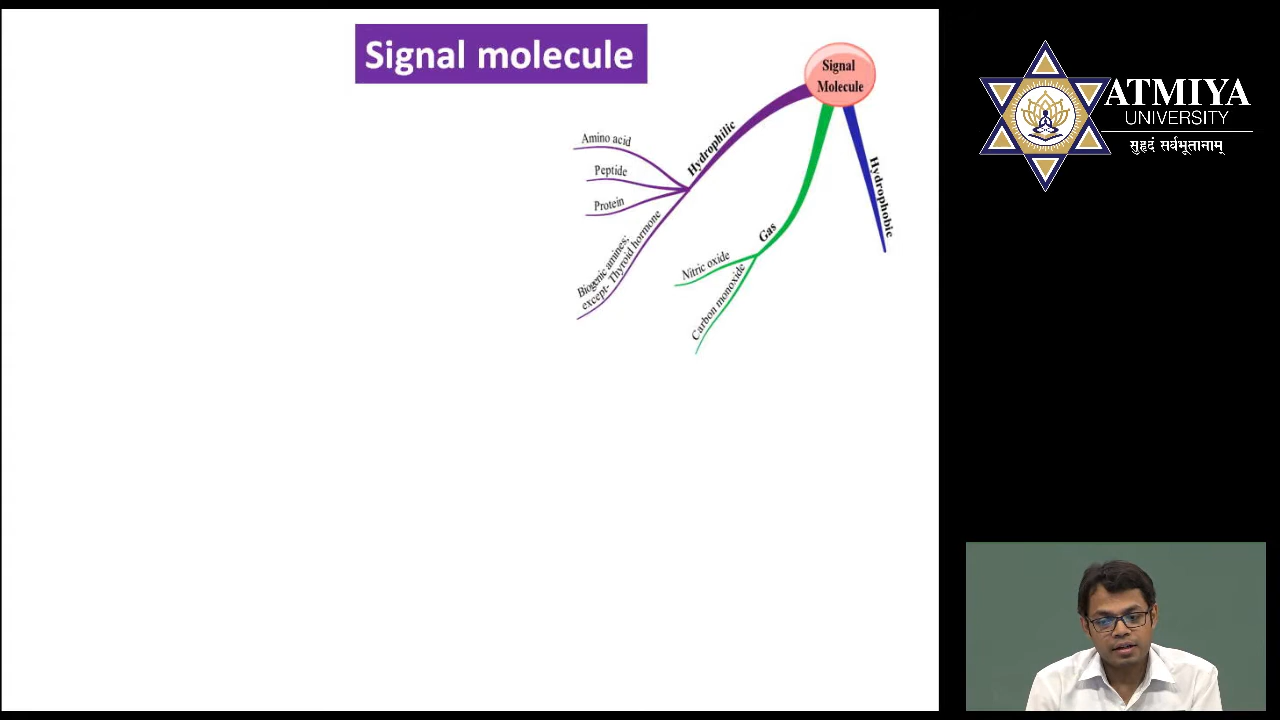 Signal molecule
Signal
Molecule
Hydrophilic
Amino acid
Peptide
Protein
Biogenic amines;
except- Thyroid hormone
Gas
Nitric oxide
Carbon monoxide
Hydrophobic
ATMIYA
UNIVERSITY
सुहृदं सर्वभूतानाम्